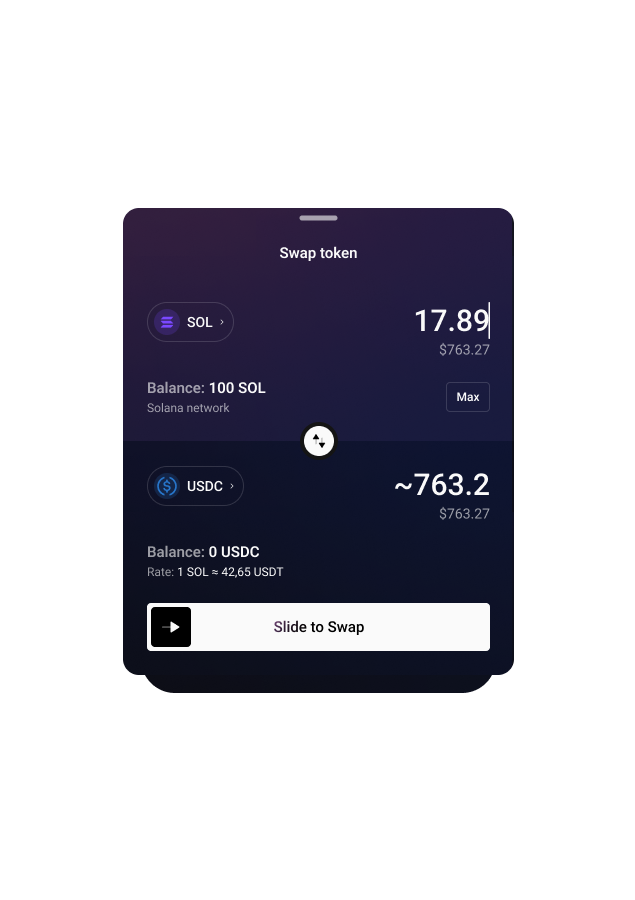 Swap token
SOL ›
17.89
$763.27
Balance: 100 SOL
Solana network
Max
USDC ›
~763.2
$763.27
Balance: 0 USDC
Rate: 1 SOL ≈ 42,65 USDT
Slide to Swap